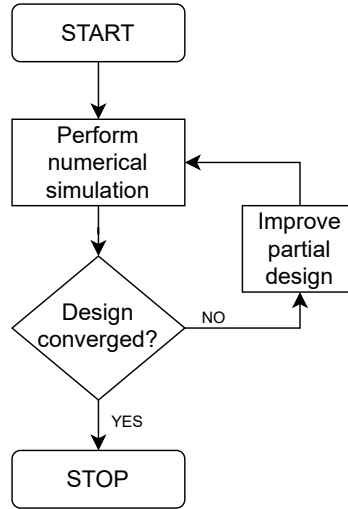 START
Perform
numerical
simulation
Improve
partial
design
Design
converged?
NO
YES
STOP